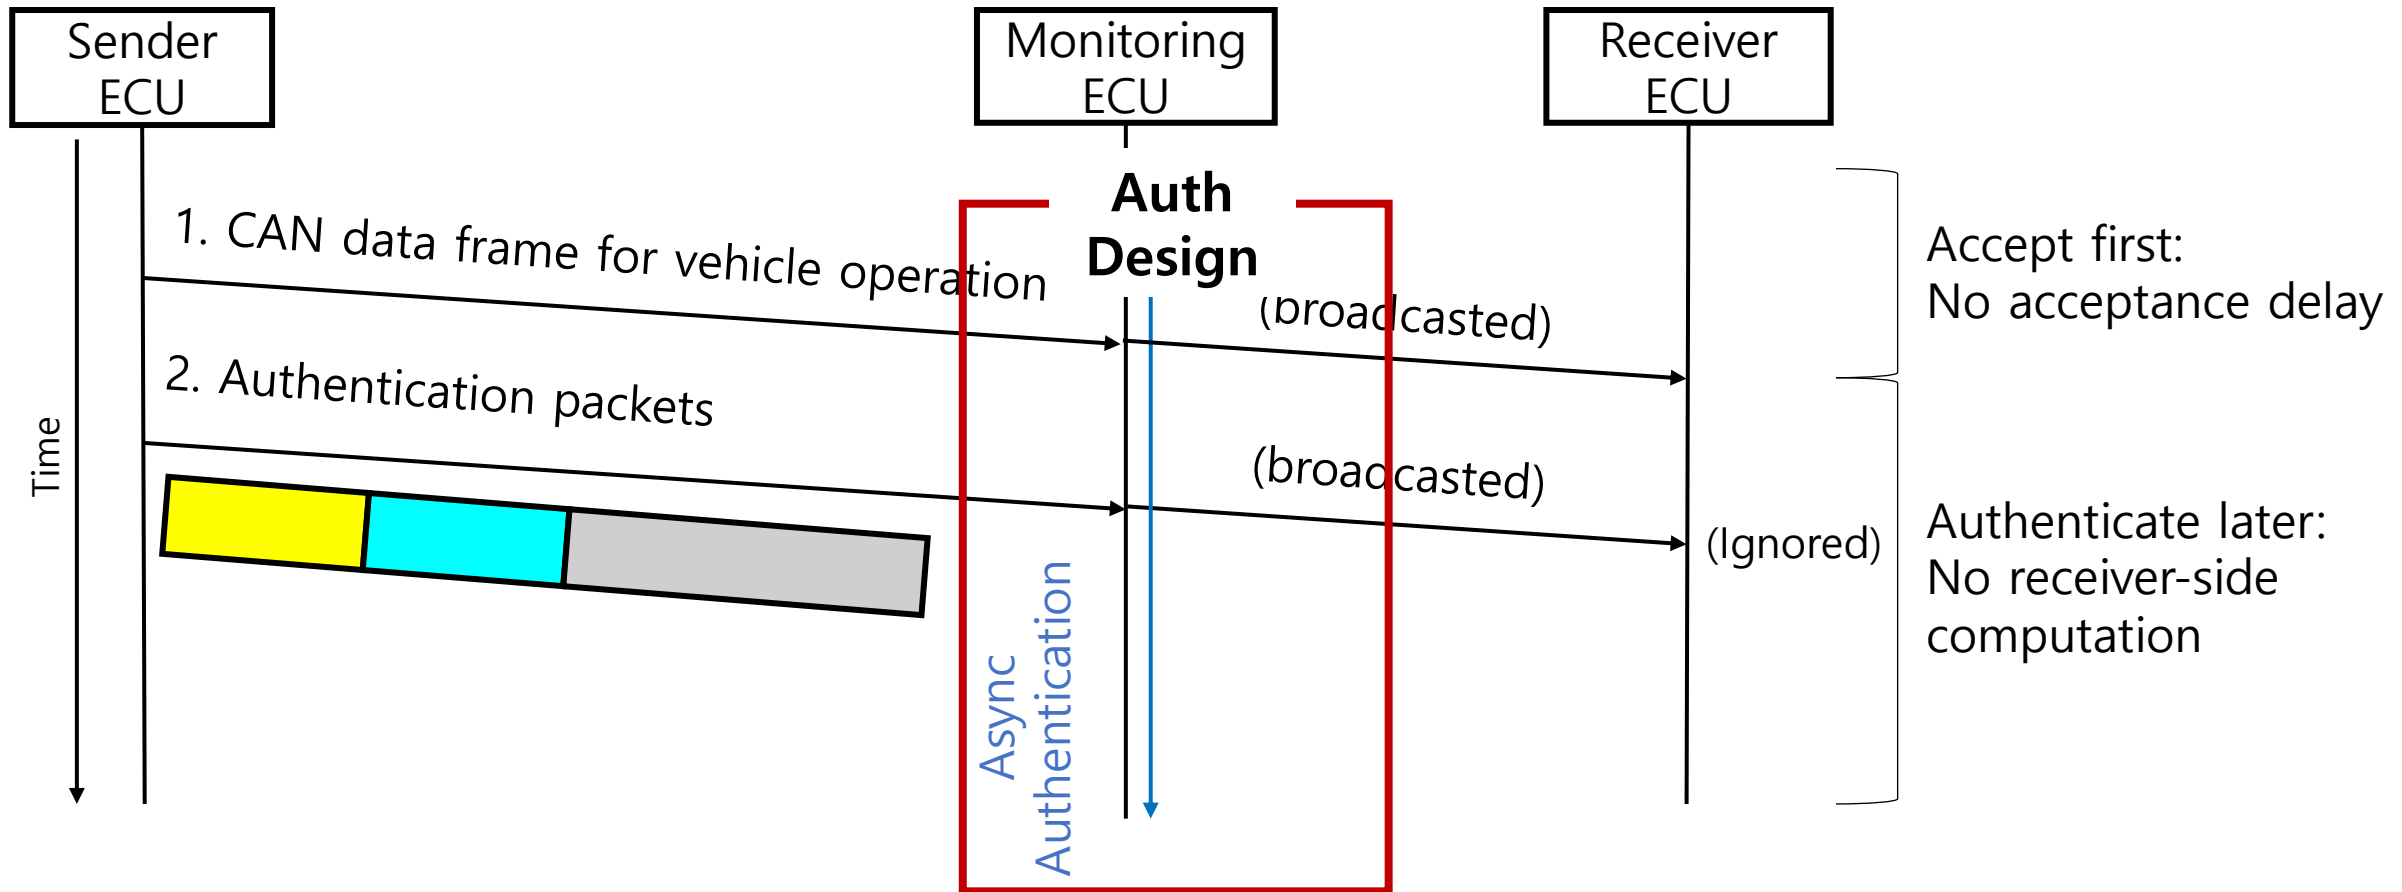 Sender
ECU
Monitoring
ECU
Receiver
ECU
Auth
Design
1. CAN data frame for vehicle operation
(broadcasted)
Accept first:
No acceptance delay
2. Authentication packets
(broadcasted)
(Ignored)
Time
Authenticate later:
No receiver-side
computation
Async
Authentication